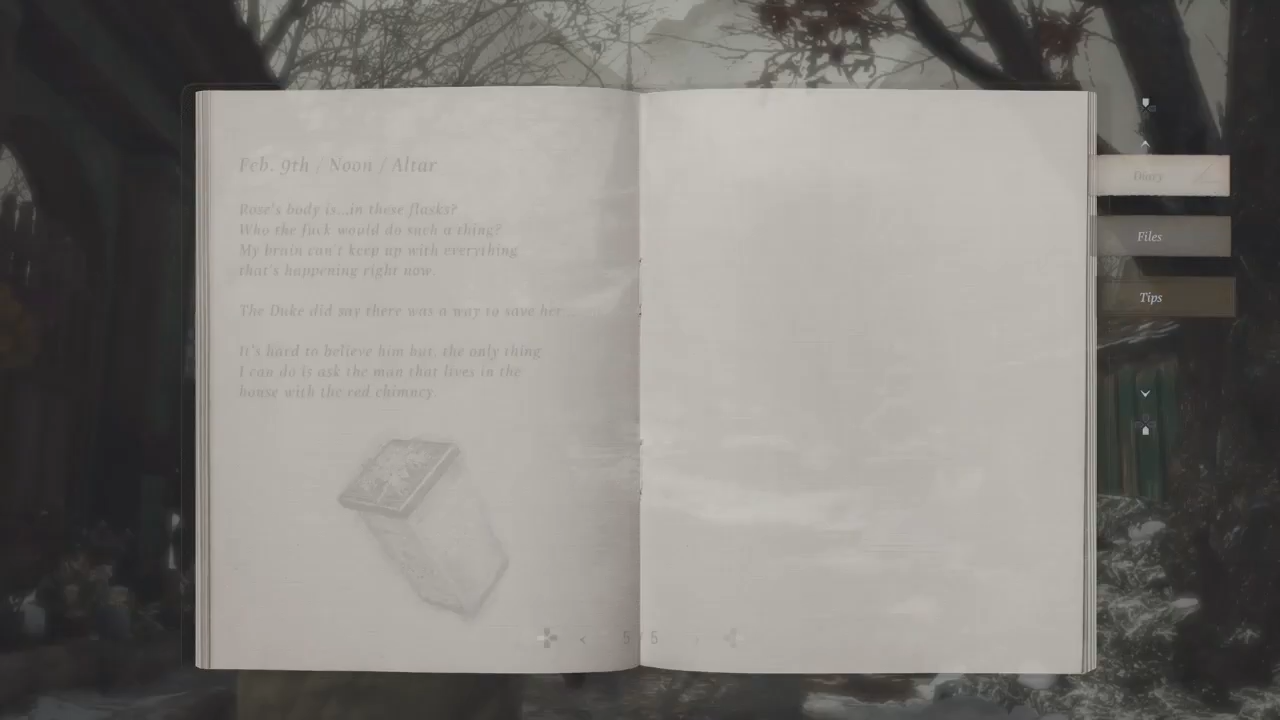 Feb. 9th / Noon / Altar
Rose's body is...in these flasks?
Who the fuck would do such a thing?
My brain can't keep up with everything
that's happening right now.
The Duke did say there was a way to save her...
It's hard to believe him but, the only thing
I can do is ask the man that lives in the
house with the red chimney.
5 / 5
Diary
Files
Tips